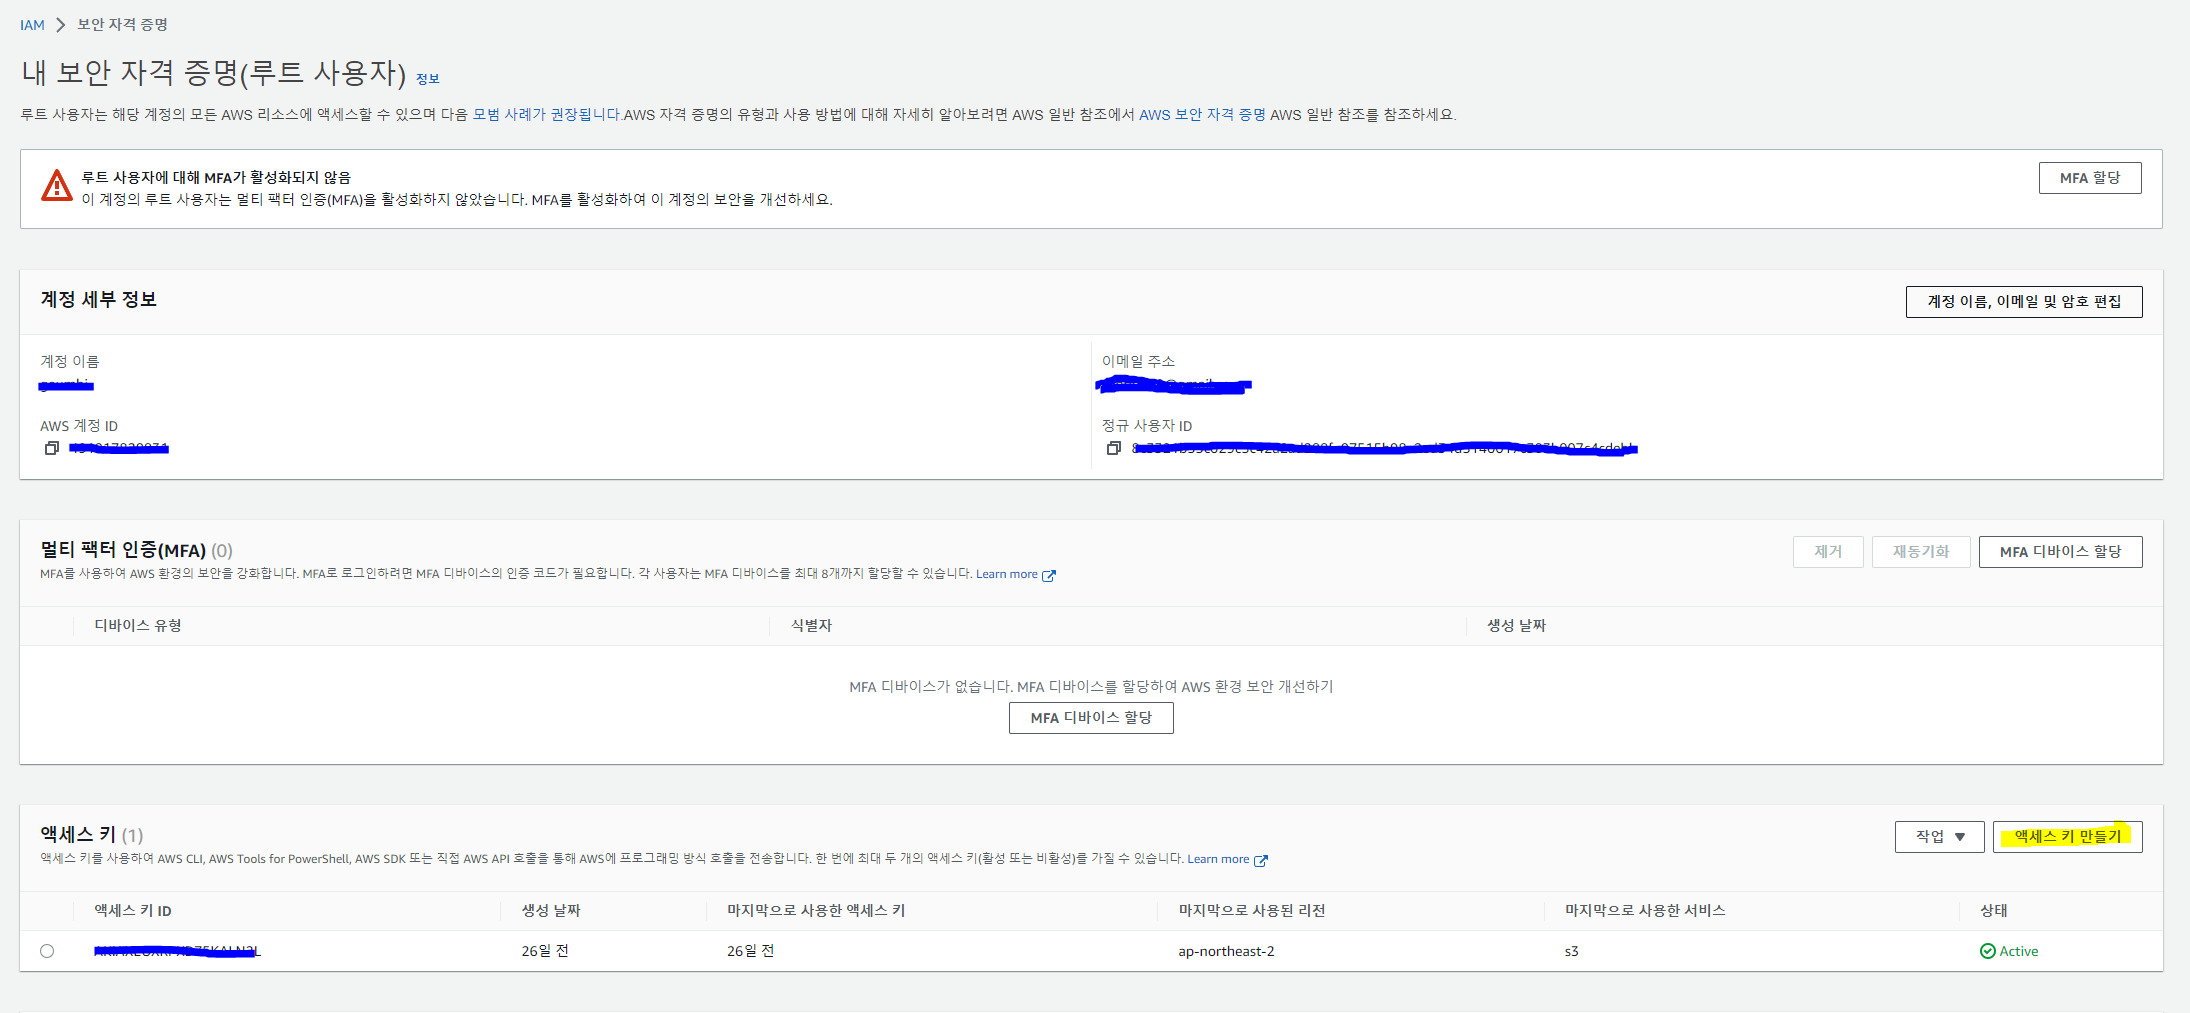 IAM > 보안 자격 증명
내 보안 자격 증명(루트 사용자) 정보
루트 사용자는 해당 계정의 모든 AWS 리소스에 액세스할 수 있으며 다음 모범 사례가 권장됩니다.AWS 자격 증명의 유형과 사용 방법에 대해 자세히 알아보려면 AWS 일반 참조에서 AWS 보안 자격 증명 AWS 일반 참조를 참조하세요.
루트 사용자에 대해 MFA가 활성화되지 않음
이 계정의 루트 사용자는 멀티 팩터 인증(MFA)을 활성화하지 않았습니다. MFA를 활성화하여 이 계정의 보안을 개선하세요.
MFA 할당
계정 세부 정보
계정 이름, 이메일 및 암호 편집
계정 이름
이메일 주소
AWS 계정 ID
정규 사용자 ID
멀티 팩터 인증(MFA) (0)
MFA를 사용하여 AWS 환경의 보안을 강화합니다. MFA로 로그인하려면 MFA 디바이스의 인증 코드가 필요합니다. 각 사용자는 MFA 디바이스를 최대 8개까지 할당할 수 있습니다. Learn more
제거 재동기화 MFA 디바이스 할당
디바이스 유형 식별자 생성 날짜
MFA 디바이스가 없습니다. MFA 디바이스를 할당하여 AWS 환경 보안 개선하기
MFA 디바이스 할당
액세스 키 (1)
액세스 키를 사용하여 AWS CLI, AWS Tools for PowerShell, AWS SDK 또는 직접 AWS API 호출을 통해 AWS에 프로그래밍 방식 호출을 전송합니다. 한 번에 최대 두 개의 액세스 키(활성 또는 비활성)를 가질 수 있습니다. Learn more
작업 액세스 키 만들기
액세스 키 ID 생성 날짜 마지막으로 사용한 액세스 키 마지막으로 사용된 리전 마지막으로 사용한 서비스 상태
26일 전 26일 전 ap-northeast-2 s3 Active